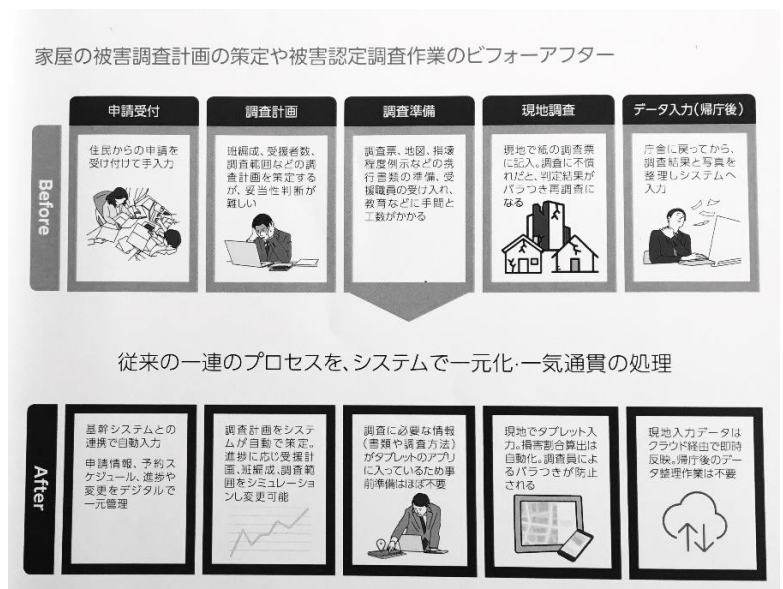 家屋の被害調査計画の策定や被害認定調査作業のビフォーアフター
申請受付
調査計画
調査準備
現地調査
データ入力(帰庁後)
Before
住民からの申請を
受け付けて手入力
班編成、受援者数、
調査範囲などの調
査計画を策定する
が、妥当性判断が
難しい
調査票、地図、損壊
程度例示などの携
行書類の準備、受
援職員の受け入れ、
教育などに手間と
工数がかかる
現地で紙の調査票
に記入。調査に不慣
れだと、判定結果が
バラつき再調査に
なる
庁舎に戻ってから、
調査結果と写真を
整理しシステムへ
入力
従来の一連のプロセスを、システムで一元化・一気通貫の処理
After
基幹システムとの
連携で自動入力
申請情報、予約ス
ケジュール、進捗や
変更をデジタルで
一元管理
調査計画をシステ
ムが自動で策定。
進捗に応じ受援計
画、班編成、調査範
囲をシミュレーショ
ンし変更可能
調査に必要な情報
(書類や調査方法)
がタブレットのアプリ
に入っているため事
前準備はほぼ不要
現地でタブレット入
力。損害割合算出は
自動化。調査員によ
るバラつきが防止
される
現地入力データは
クラウド経由で即時
反映。帰庁後のデー
タ整理作業は不要